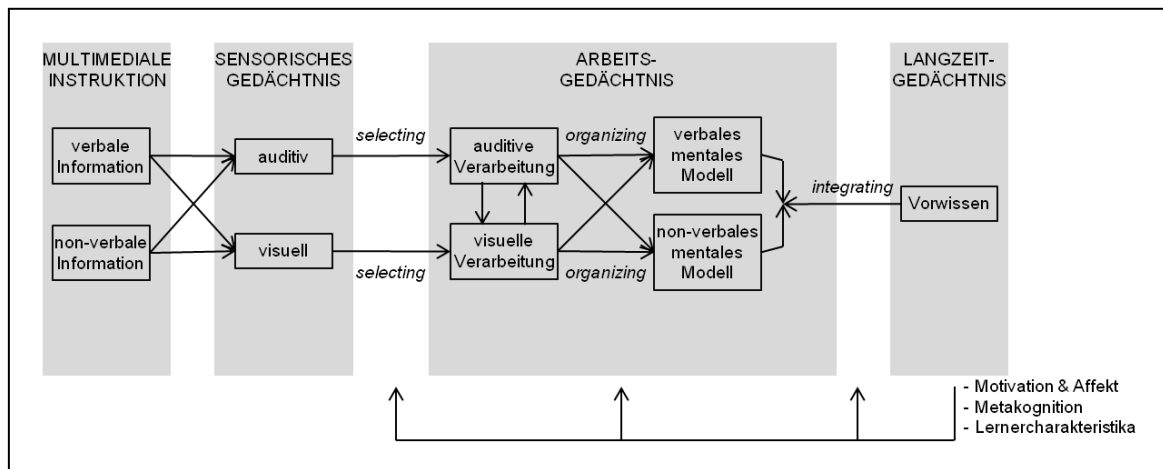 MULTIMEDIALE
INSTRUKTION
SENSORISCHES
GEDÄCHTNIS
ARBEITS-
GEDÄCHTNIS
LANGZEIT-
GEDÄCHTNIS
verbale
Information
non-verbale
Information
auditiv
visuell
selecting
selecting
auditive
Verarbeitung
visuelle
Verarbeitung
organizing
organizing
verbales
mentales
Modell
non-verbales
mentales
Modell
integrating
Vorwissen
- Motivation & Affekt
- Metakognition
- Lernercharakteristika